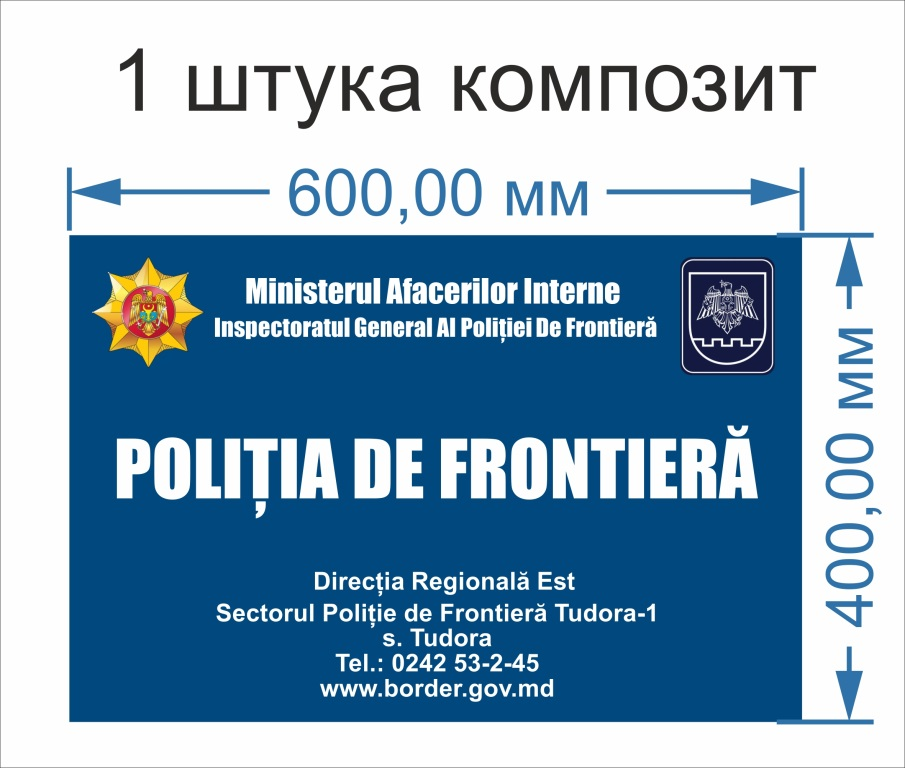 1 штука композит
600,00 мм
Ministerul Afacerilor Interne
Inspectoratul General Al Poliției De Frontieră
400,00 мм
POLIȚIA DE FRONTIERĂ
Direcția Regională Est
Sectorul Poliție de Frontieră Tudora-1
s. Tudora
Tel.: 0242 53-2-45
www.border.gov.md